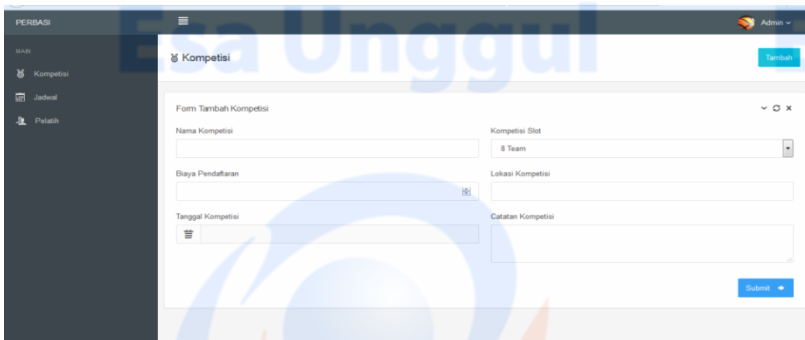 PERBASI
Admin
Esa Unggul
MAIN
Kompetisi
Tambah
Kompetisi
Jadwal
Pelatih
Form Tambah Kompetisi
Nama Kompetisi
Kompetisi Slot
8 Team
Biaya Pendaftaran
Lokasi Kompetisi
Tanggal Kompetisi
Catatan Kompetisi
Submit